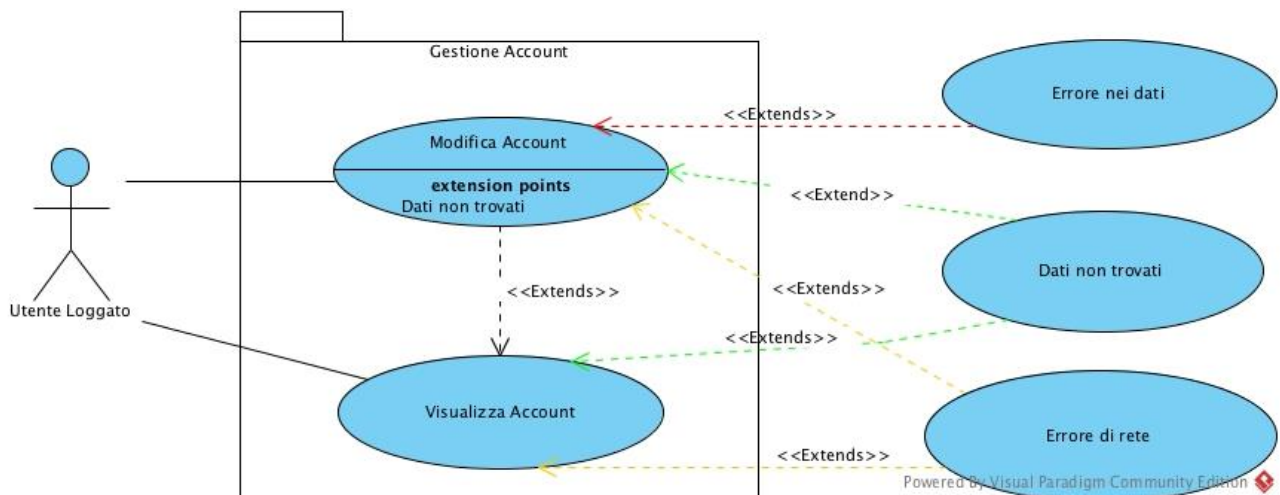 Gestione Account
Errore nei dati
<<Extends>>
Modifica Account
extension points
Dati non trovati
<<Extend>>
Dati non trovati
<<Extends>>
<<Extends>>
Utente Loggato
<<Extends>>
Visualizza Account
Errore di rete
<<Extends>>
Powered By Visual Paradigm Community Edition